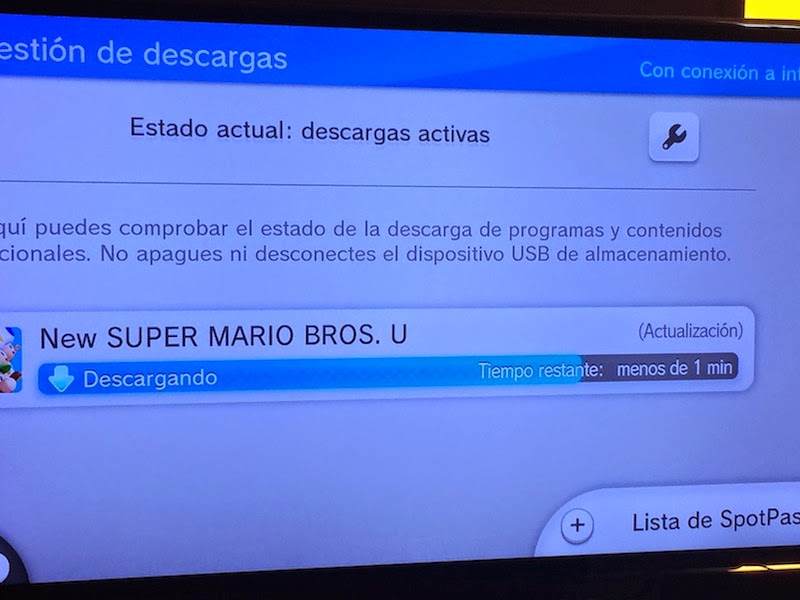 estión de descargas
Con conexión a int
Estado actual: descargas activas
quí puedes comprobar el estado de la descarga de programas y contenidos
cionales. No apagues ni desconectes el dispositivo USB de almacenamiento.
New SUPER MARIO BROS. U
(Actualización)
Descargando
Tiempo restante: menos de 1 min
+ Lista de SpotPas